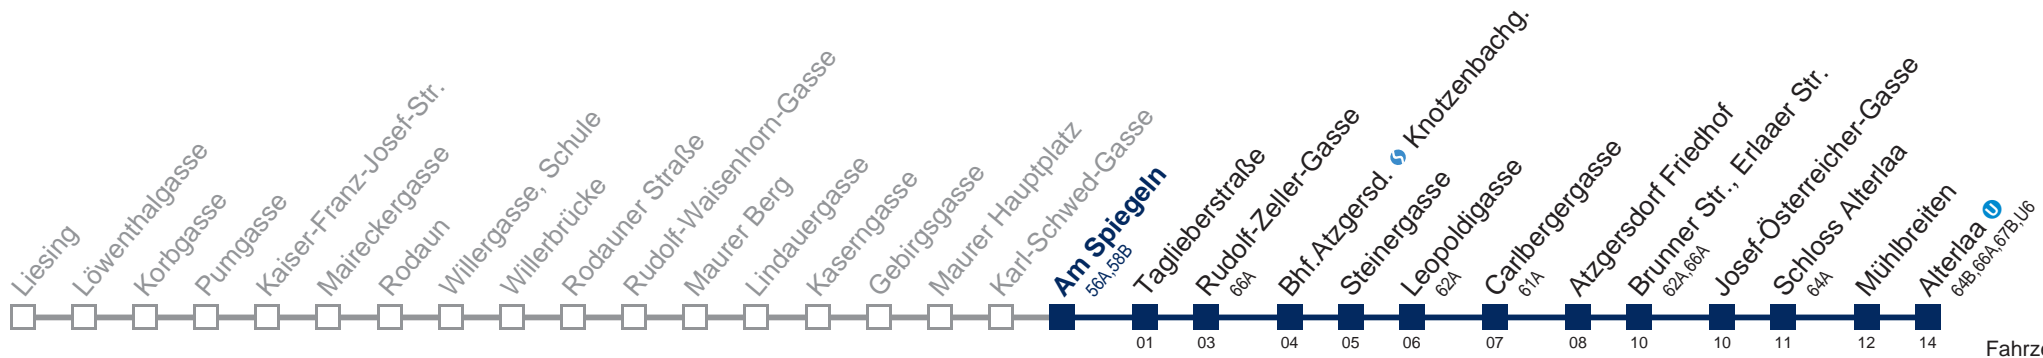 Liesing
Löwenthalgasse
Korbgasse
Purngasse
Kaiser-Franz-Josef-Str.
Maireckergasse
Rodaun
Willergasse, Schule
Willerbrücke
Rodauner Straße
Rudolf-Waisenhorn-Gasse
Maurer Berg
Lindauergasse
Kaserngasse
Gebirgsgasse
Maurer Hauptplatz
Karl-Schwed-Gasse
Am Spiegeln
56A,58B
Taglieberstraße
Rudolf-Zeller-Gasse
66A
Bhf.Atzgersd. S Knotzenbachg.
Steinergasse
Leopoldigasse
62A
Carlbergergasse
61A
Atzgersdorf Friedhof
Brunner Str., Erlaaer Str.
62A,66A
Josef-Österreicher-Gasse
Schloss Alterlaa
64A
Mühlbreiten
Alterlaa U
64B,66A,67B,U6
01 03 04 05 06 07 08 10 10 11 12 14